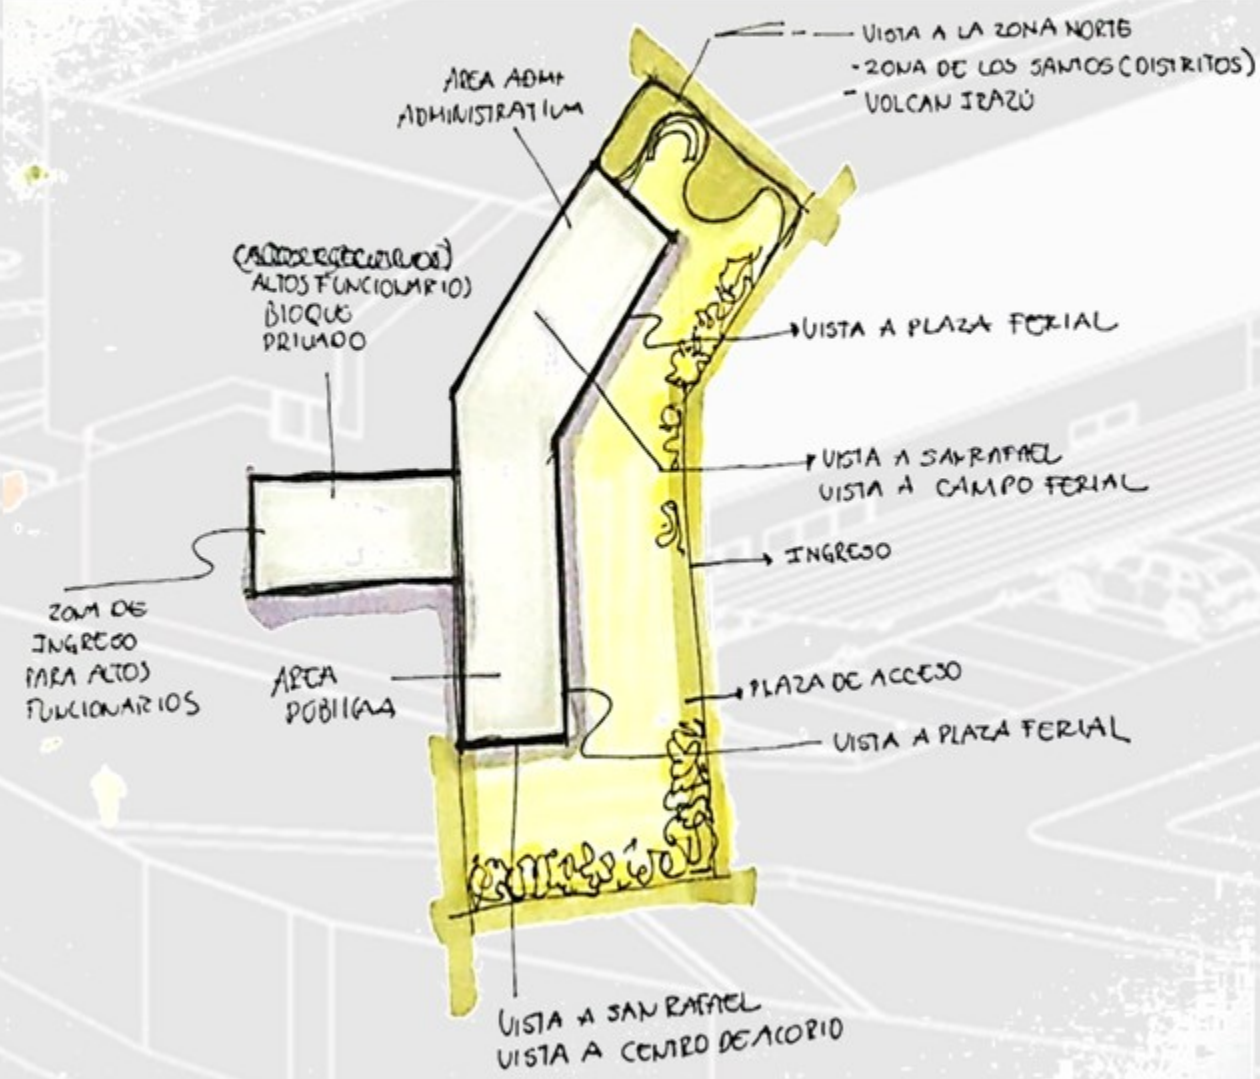 VISTA A LA ZONA NORTE
- ZONA DE LOS SANTOS (DISTRITOS)
- VOLCAN IRAZÚ
AREA ADMI
ADMINISTRATIVA
ALTOS FUNCIONARIOS)
BLOQUE
PRIVADO
VISTA A PLAZA FERIAL
VISTA A SAN RAFAEL
VISTA A CAMPO FERIAL
INGRESO
ZONA DE
INGRESO
PARA ALTOS
FUNCIONARIOS
AREA
PUBLICA
PLAZA DE ACCESO
VISTA A PLAZA FERIAL
VISTA A SAN RAFAEL
VISTA A CENTRO DE ACOPIO